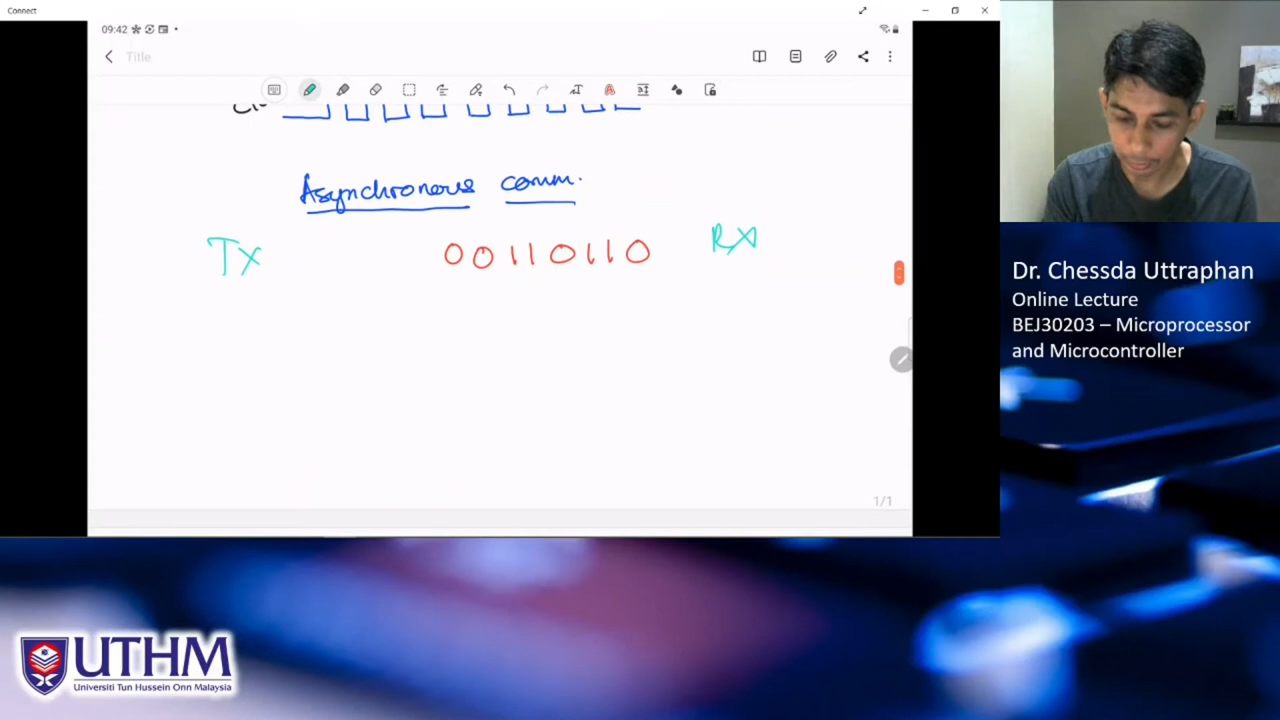 Connect
09:42
Title
Asynchronous comm.
Tx 00110110 RX
1/1
Dr. Chessda Uttraphan
Online Lecture
BEJ30203 – Microprocessor
and Microcontroller
UTHM
Universiti Tun Hussein Onn Malaysia